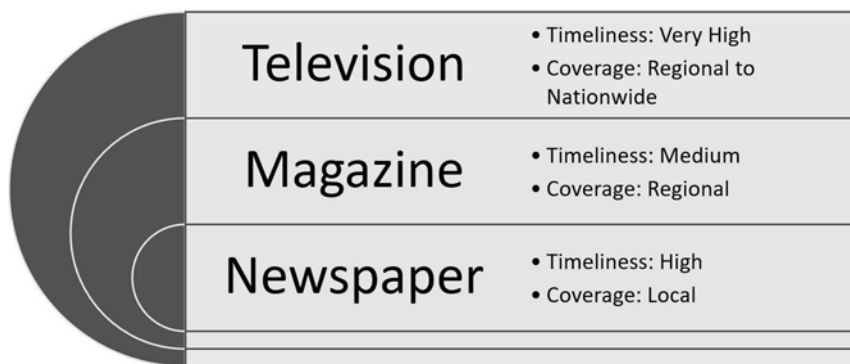 Television
• Timeliness: Very High
• Coverage: Regional to
Nationwide
Magazine
• Timeliness: Medium
• Coverage: Regional
Newspaper
• Timeliness: High
• Coverage: Local